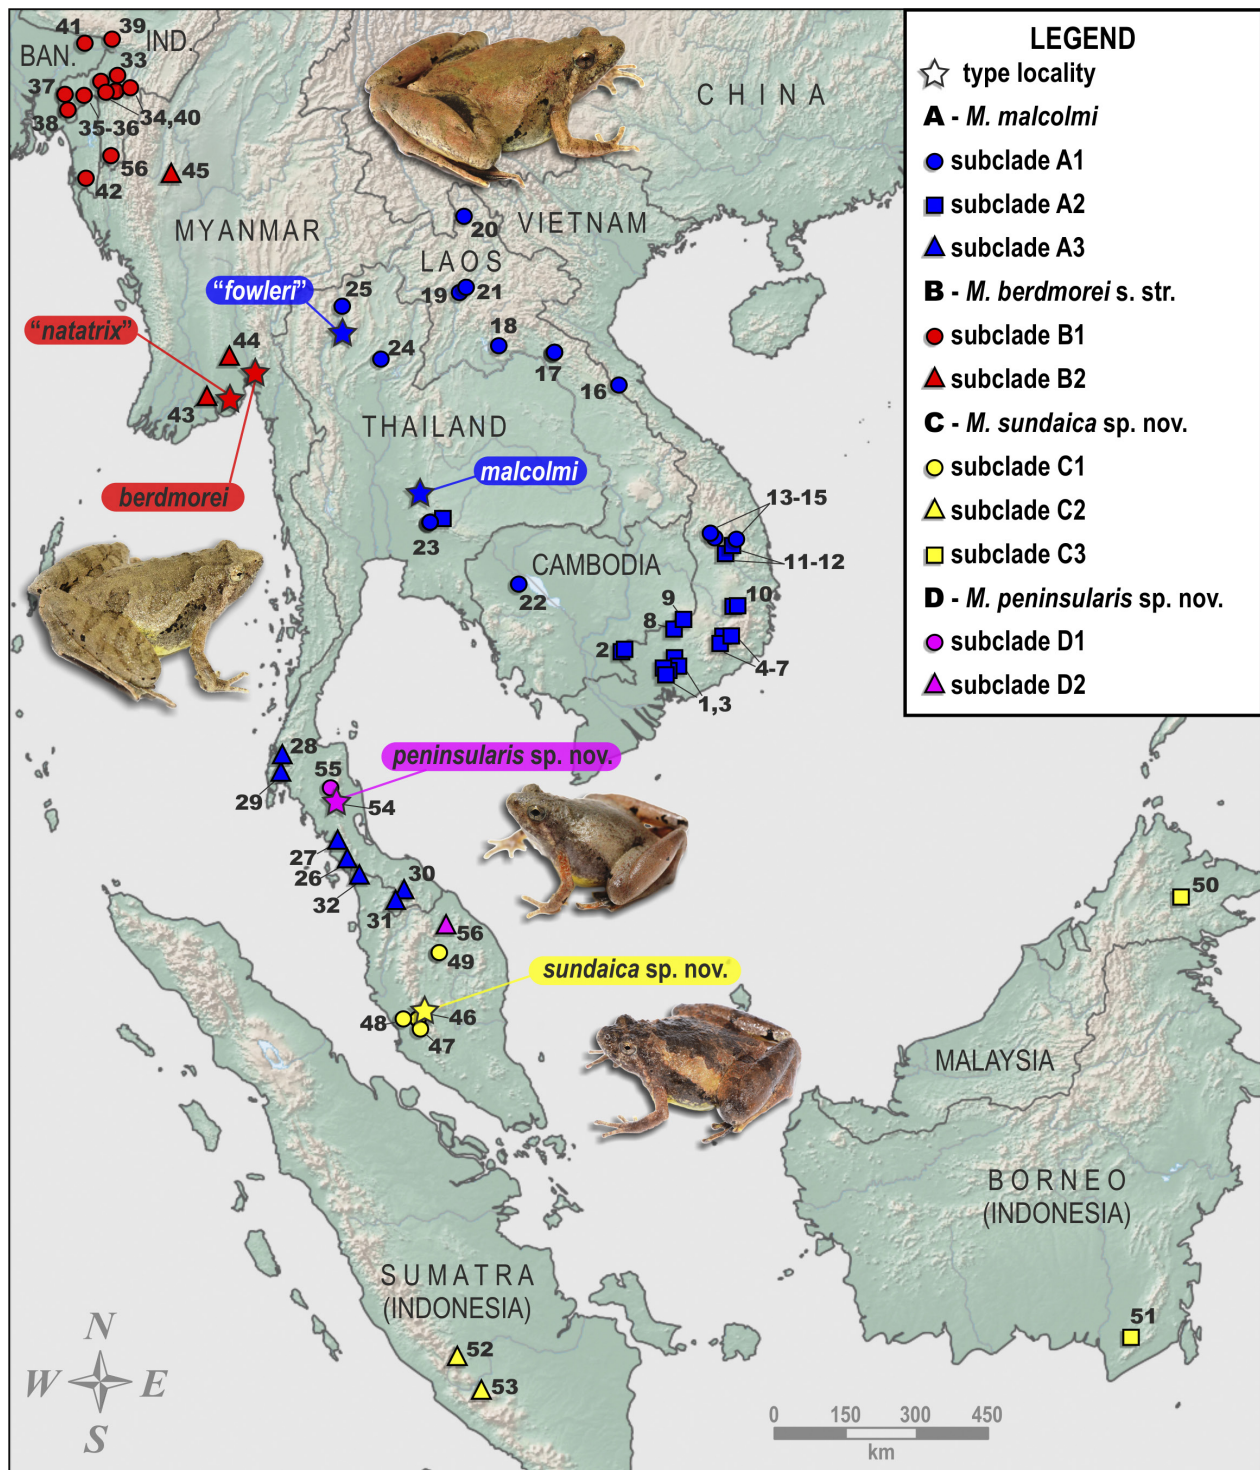 41
39
BAN.
IND.
33
37
38
35-36
34,40
56
45
42
CHINA
MYANMAR
20
VIETNAM
LAOS
"fowleri"
25
19
21
"natatrix"
44
24
18
17
16
43
THAILAND
berdmorei
malcolmi
23
13-15
11-12
CAMBODIA
22
9
10
8
2
4-7
1,3
28
29
peninsularis sp. nov.
55
54
27
26
32
30
31
56
49
50
sundaica sp. nov.
48
46
47
MALAYSIA
BORNEO
(INDONESIA)
SUMATRA
(INDONESIA)
51
52
53
N
W E
S
0 150 300 450
km
LEGEND
type locality
A - M. malcolmi
subclade A1
subclade A2
subclade A3
B - M. berdmorei s. str.
subclade B1
subclade B2
C - M. sundaica sp. nov.
subclade C1
subclade C2
subclade C3
D - M. peninsularis sp. nov.
subclade D1
subclade D2